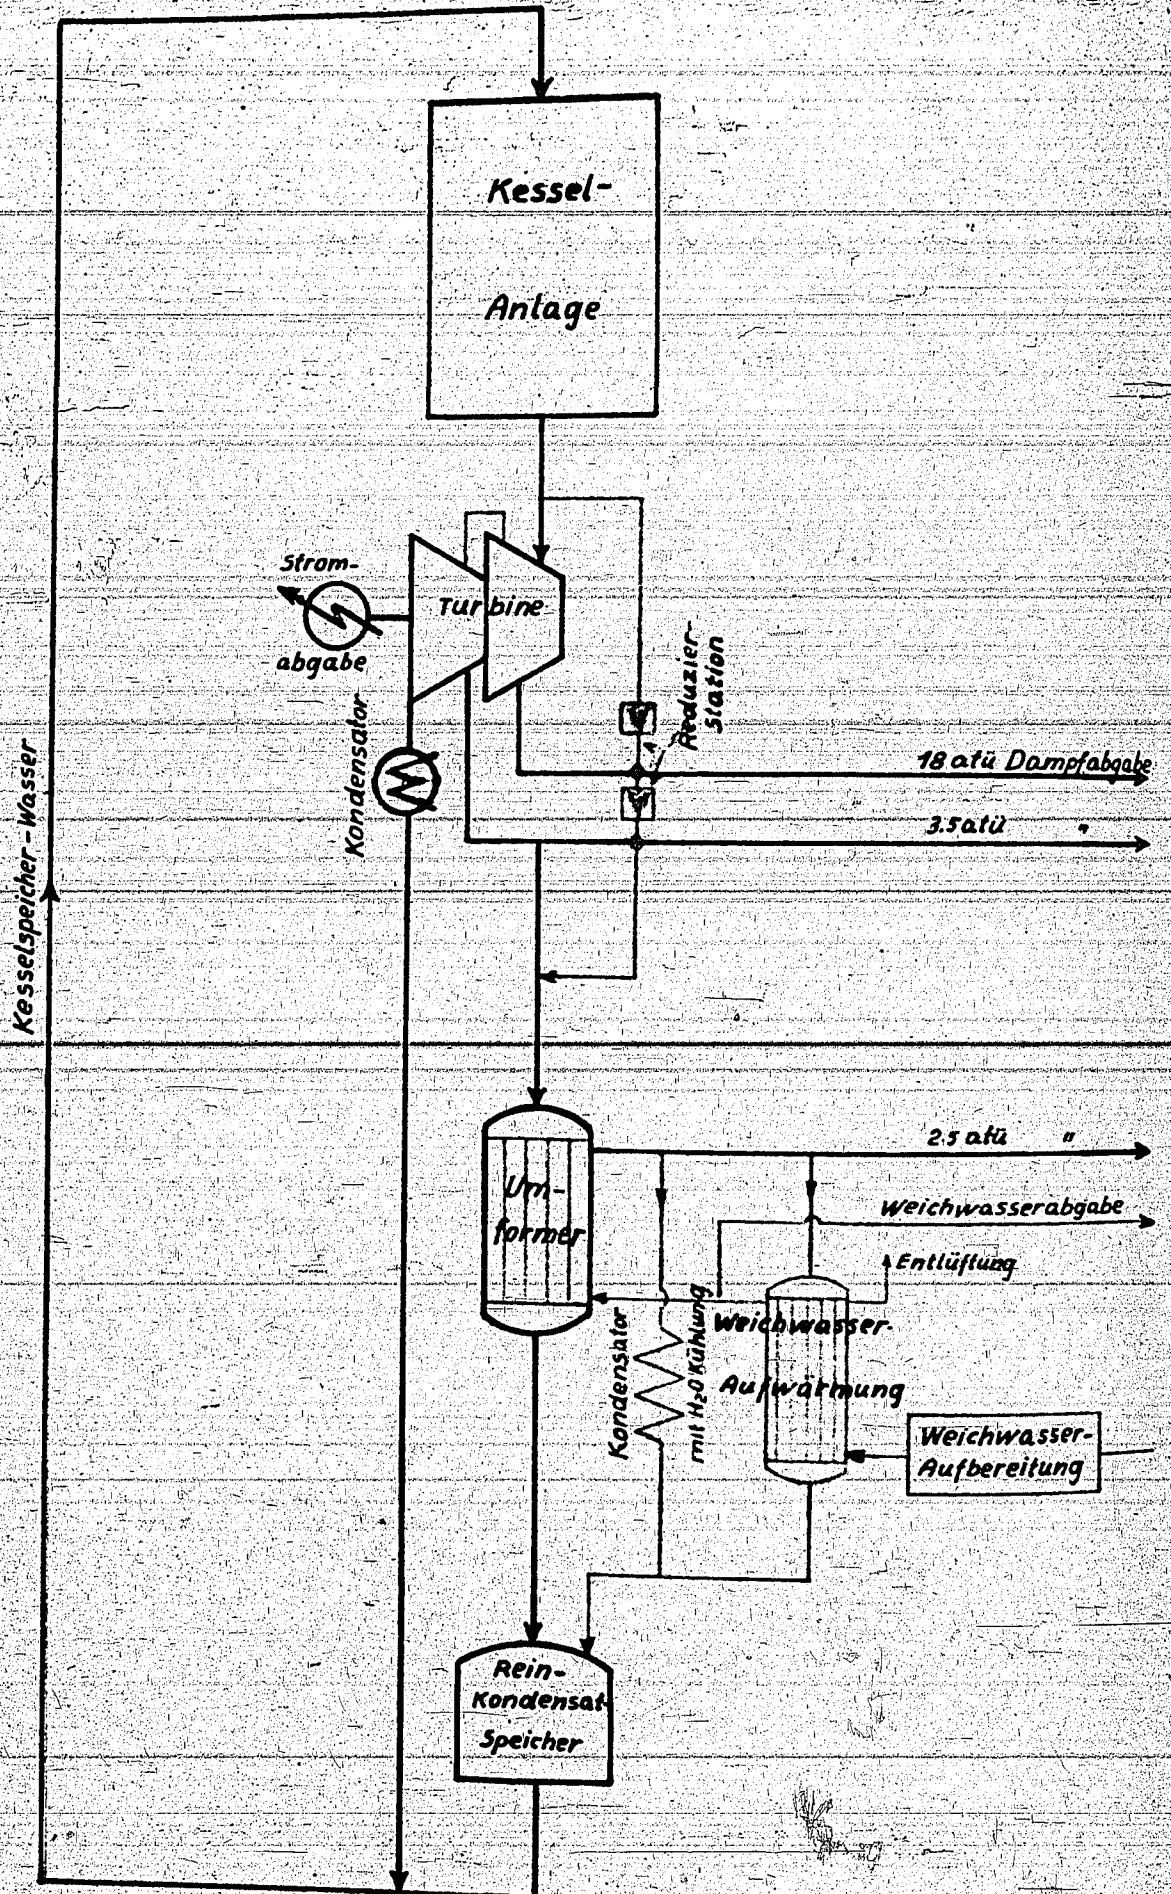 Kessel-
Anlage
Strom-
abgabe
Turbine
Reduzier-
Station
Kondensator
18 atü Dampfabgabe
3.5 atü "
Kesselspeicher-Wasser
2.5 atü "
Um-
former
Weichwasserabgabe
Entlüftung
Kondensator
mit H₂O Kühlung
Weichwasser-
Aufwärmung
Weichwasser-
Aufbereitung
Rein-
Kondensat-
Speicher